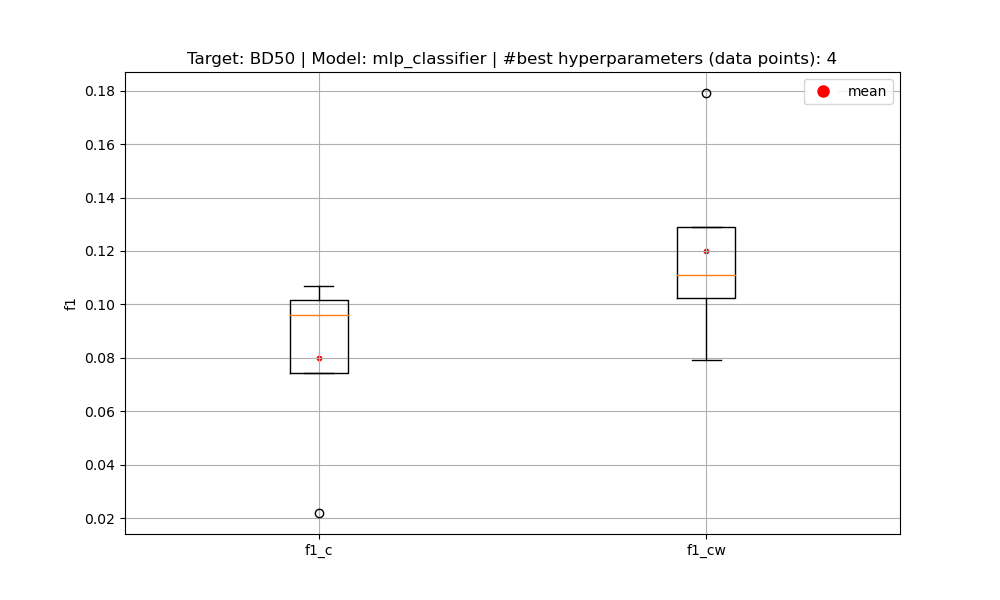 Target: BD50 | Model: mlp_classifier | #best hyperparameters (data points): 4
mean
0.18
0.16
0.14
0.12
0.10
0.08
0.06
0.04
0.02
f1
f1_c
f1_cw